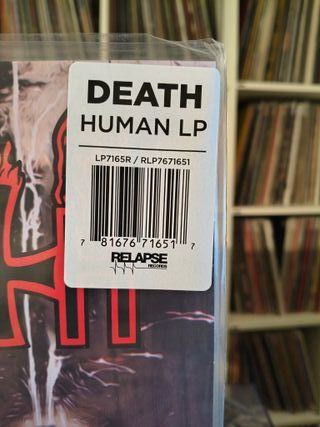 DEATH
HUMAN LP
LP7165R / RLP7671651
7 81676 71651 7
RELAPSE
RECORDS